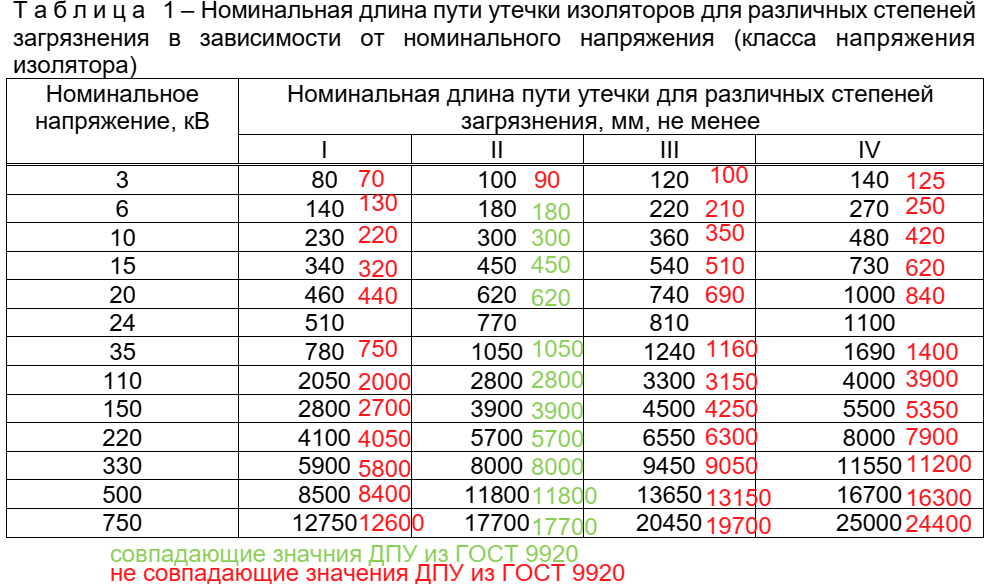 Таблица 1 – Номинальная длина пути утечки изоляторов для различных степеней
загрязнения в зависимости от номинального напряжения (класса напряжения
изолятора)
Номинальное Номинальная длина пути утечки для различных степеней
напряжение, кВ загрязнения, мм, не менее
I II III IV
3 80 70 100 90 120 100 140 125
6 140 130 180 180 220 210 270 250
10 230 220 300 300 360 350 480 420
15 340 320 450 450 540 510 730 620
20 460 440 620 620 740 690 1000 840
24 510 770 810 1100
35 780 750 1050 1050 1240 1160 1690 1400
110 2050 2000 2800 2800 3300 3150 4000 3900
150 2800 2700 3900 3900 4500 4250 5500 5350
220 4100 4050 5700 5700 6550 6300 8000 7900
330 5900 5800 8000 8000 9450 9050 11550 11200
500 8500 8400 11800 11800 13650 13150 16700 16300
750 12750 12600 17700 17700 20450 19700 25000 24400
совпадающие значния ДПУ из ГОСТ 9920
не совпадающие значения ДПУ из ГОСТ 9920